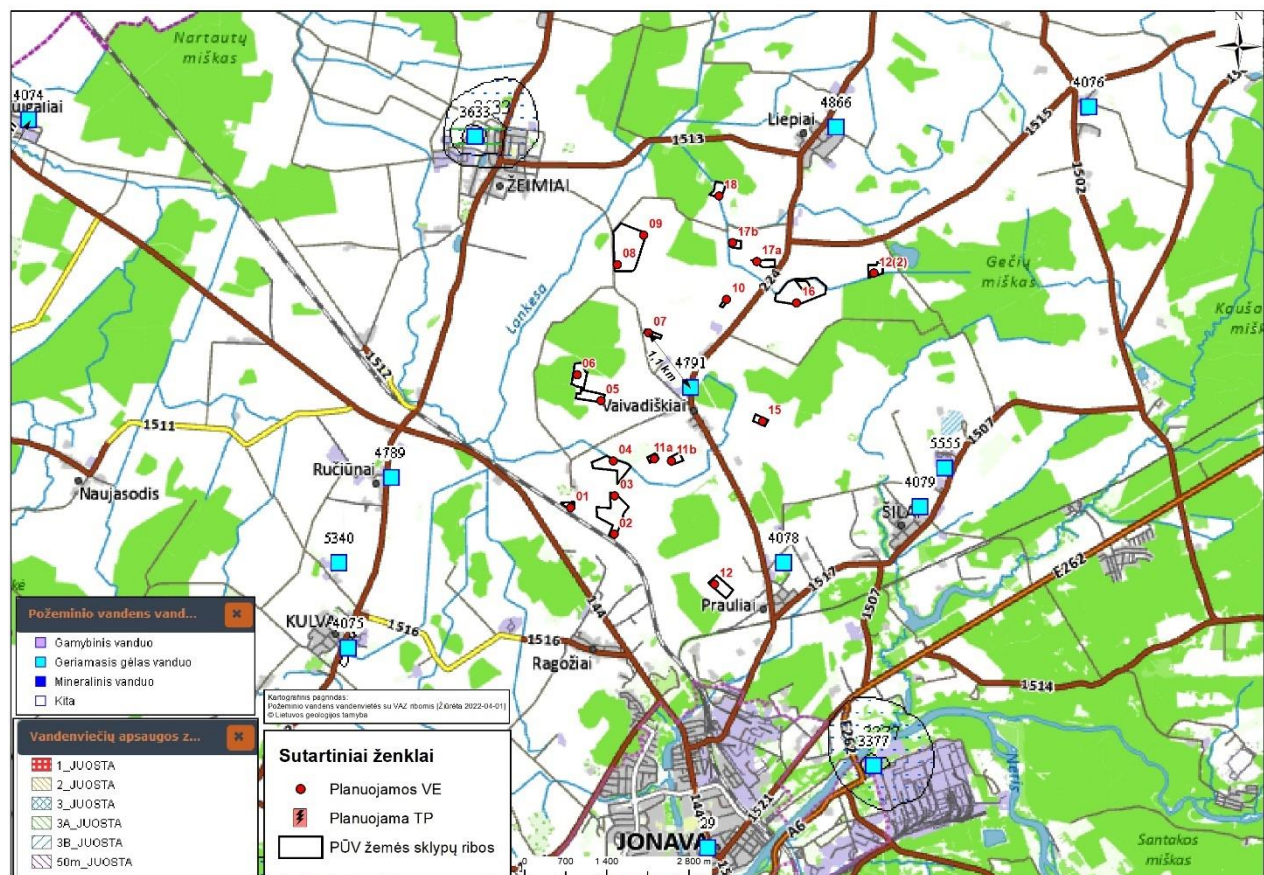 Nartautų
miškas
N
4074
3633
ŽEIMIAI
1513
Liepiai
4866
1515
4076
1502
18
17b
17a
09
08
12(2)
Gečių
miškas
16
10
224
Lankesa
07
1,1 km
4791
Vaivadiškiai
06
05
1512
1511
Naujasodis
4789
Ručiūnai
15
5555
1507
4079
04
11a
11b
03
01
02
5340
4078
12
Prauliai
1517
E262
1507
144
KULVA
4075
1516
1516
Ragožiai
1514
E262
3377
Neris
Santakos
miškas
1521
A6
JONAVA
Požeminio vandens vand...
Gamybinis vanduo
Geriamasis gėlas vanduo
Mineralinis vanduo
Kita
Vandenviečių apsaugos z...
1_JUOSTA
2_JUOSTA
3_JUOSTA
3A_JUOSTA
3B_JUOSTA
50m_JUOSTA
Kartografinis pagrindas:
Požeminio vandens vandenvietės su VAZ ribomis [Žiūrėta 2022-04-01]
© Lietuvos geologijos tarnyba
Sutartiniai ženklai
Planuojamos VE
Planuojama TP
PŪV žemės sklypų ribos
0 700 1 400 2 800 m